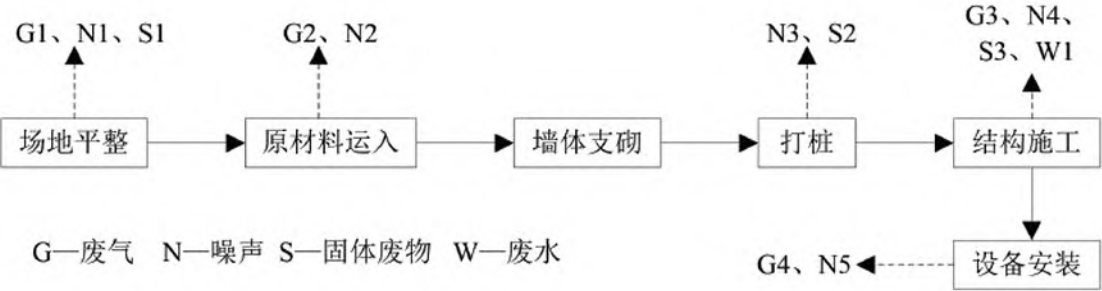 G1、N1、S1
G2、N2
N3、S2
G3、N4、
S3、W1
场地平整
原材料运入
墙体支砌
打桩
结构施工
G—废气 N—噪声 S—固体废物 W—废水
G4、N5
设备安装